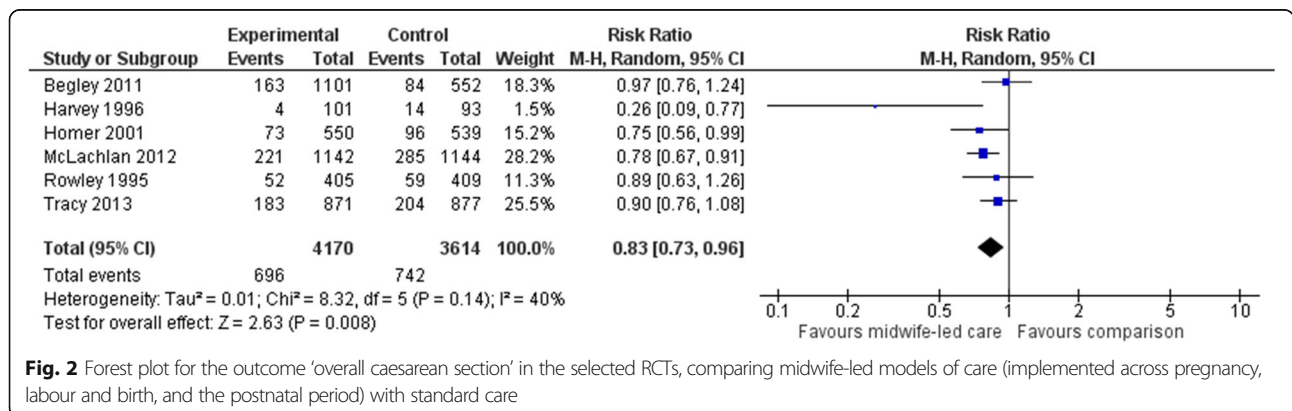 Experimental Control Risk Ratio Risk Ratio
Study or Subgroup Events Total Events Total Weight M-H, Random, 95% CI M-H, Random, 95% CI
Begley 2011 163 1101 84 552 18.3% 0.97 [0.76, 1.24]
Harvey 1996 4 101 14 93 1.5% 0.26 [0.09, 0.77]
Homer 2001 73 550 96 539 15.2% 0.75 [0.56, 0.99]
McLachlan 2012 221 1142 285 1144 28.2% 0.78 [0.67, 0.91]
Rowley 1995 52 405 59 409 11.3% 0.89 [0.63, 1.26]
Tracy 2013 183 871 204 877 25.5% 0.90 [0.76, 1.08]
Total (95% CI) 4170 3614 100.0% 0.83 [0.73, 0.96]
Total events 696 742
Heterogeneity: Tau² = 0.01; Chi² = 8.32, df = 5 (P = 0.14); I² = 40%
Test for overall effect: Z = 2.63 (P = 0.008)
0.1 0.2 0.5 1 2 5 10
Favours midwife-led care Favours comparison
Fig. 2 Forest plot for the outcome ‘overall caesarean section’ in the selected RCTs, comparing midwife-led models of care (implemented across pregnancy,
labour and birth, and the postnatal period) with standard care